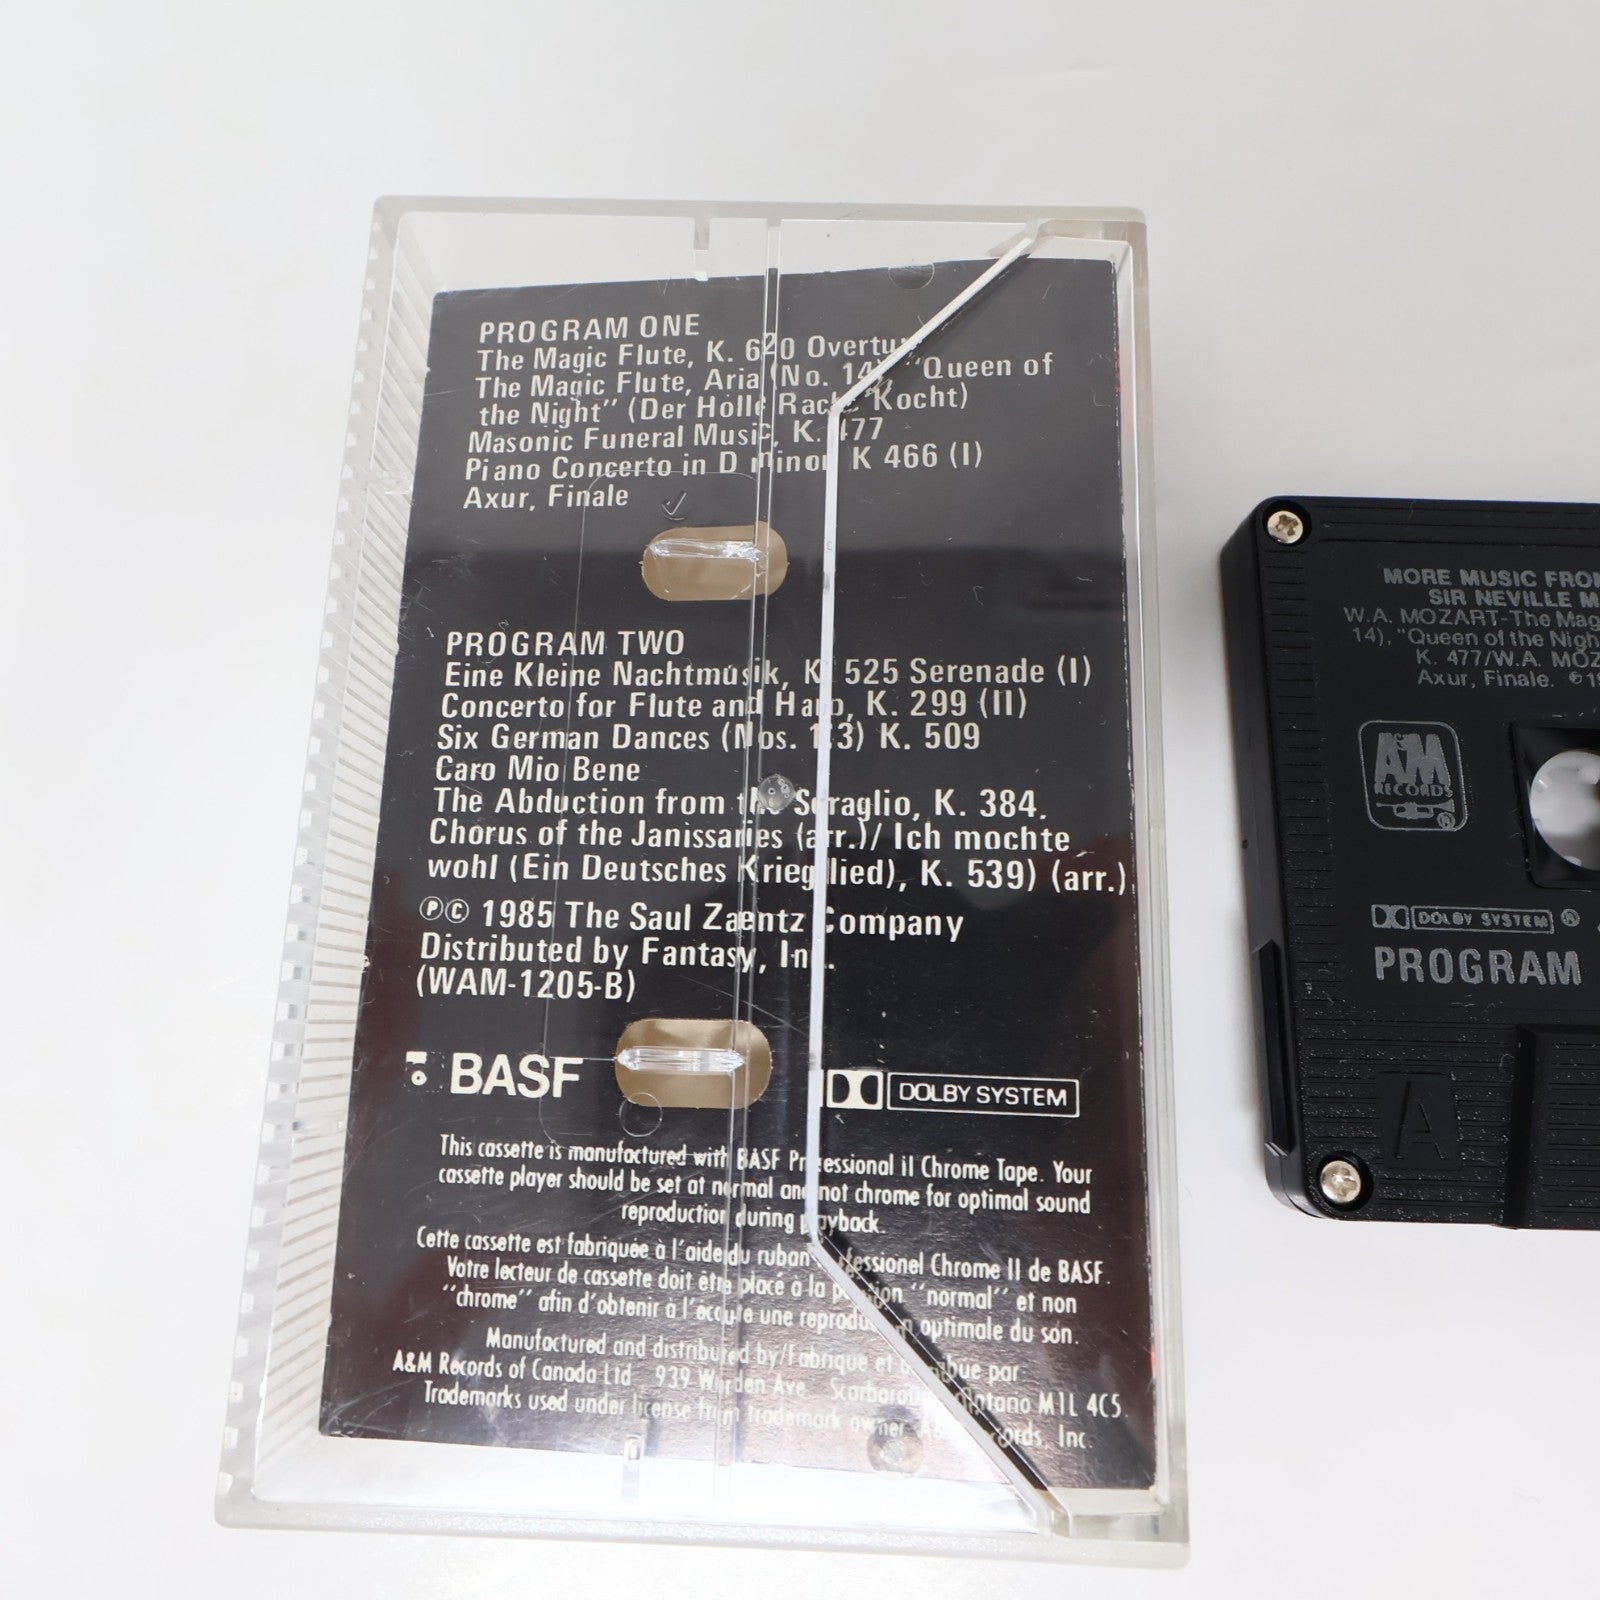 PROGRAM ONE
The Magic Flute, K. 620 Overture
The Magic Flute, Aria (No. 14), "Queen of
the Night" (Der Holle Rache Kocht)
Masonic Funeral Music, K. 477
Piano Concerto in D minor K 466 (I)
Axur, Finale
PROGRAM TWO
Eine Kleine Nachtmusik, K. 525 Serenade (I)
Concerto for Flute and Harp, K. 299 (II)
Six German Dances (Nos. 1-3) K. 509
Caro Mio Bene
The Abduction from the Seraglio, K. 384.
Chorus of the Janissaries (arr.)/ Ich mochte
wohl (Ein Deutsches Kriegslied), K. 539) (arr.)
℗© 1985 The Saul Zaentz Company
Distributed by Fantasy, Inc.
(WAM-1205-B)
BASF
DOLBY SYSTEM
This cassette is manufactured with BASF Professional II Chrome Tape. Your
cassette player should be set at normal and not chrome for optimal sound
reproduction during playback.
Cette cassette est fabriquée à l'aide du ruban Professionel Chrome II de BASF.
Votre lecteur de cassette doit être placé à la position "normal" et non
"chrome" afin d'obtenir à l'écoute une reproduction optimale du son.
Manufactured and distributed by/Fabrique et distribue par:
A&M Records of Canada Ltd 939 Warden Ave. Scarborough, Ontario M1L 4C5.
Trademarks used under license from trademark owner A&M Records, Inc.
MORE MUSIC FROM
SIR NEVILLE
W.A. MOZART-The
14), "Queen of the
K. 477/W.A.
Axur, Finale. ℗
A&M
RECORDS
®
DOLBY SYSTEM ®
PROGRAM
A